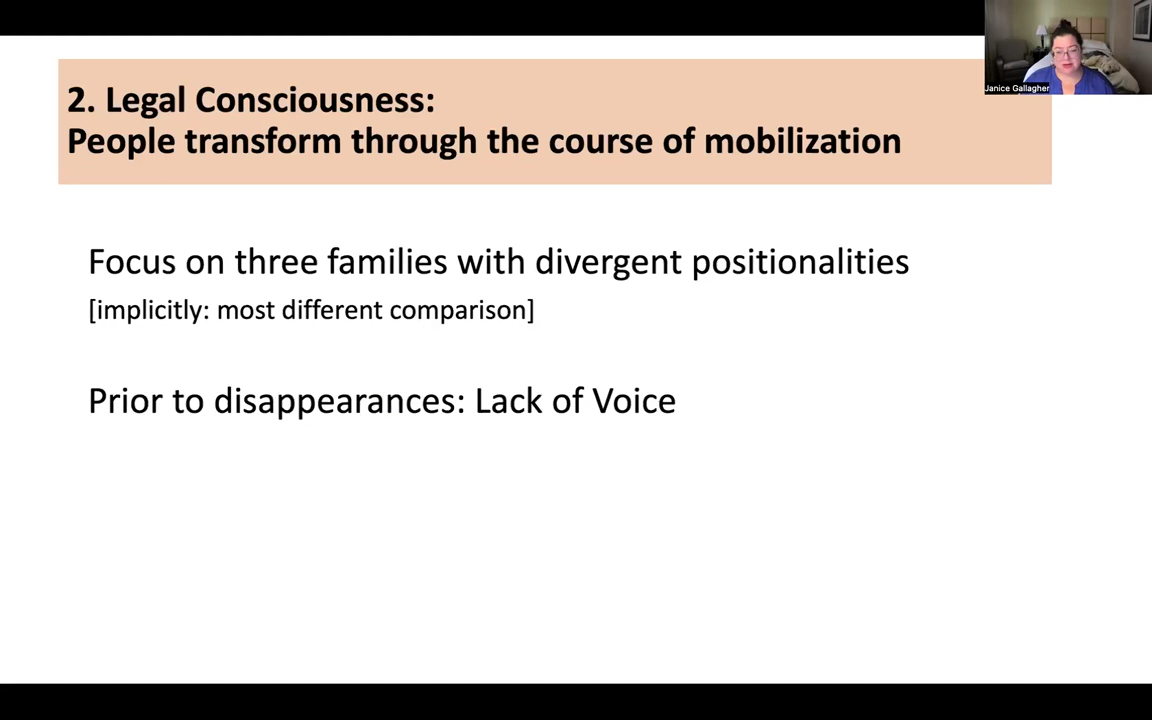 2. Legal Consciousness:
People transform through the course of mobilization
Janice Gallagher
Focus on three families with divergent positionalities
[implicitly: most different comparison]
Prior to disappearances: Lack of Voice